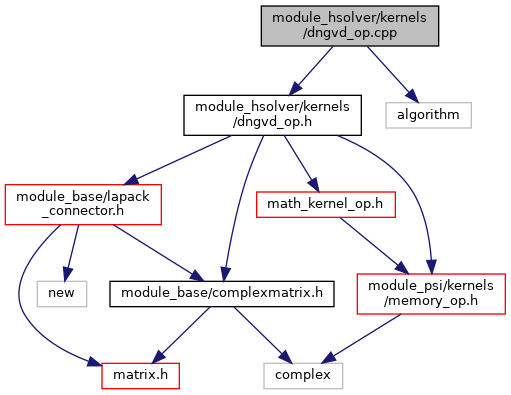 module_hsolver/kernels
/dngvd_op.cpp
module_hsolver/kernels
/dngvd_op.h
algorithm
module_base/lapack
_connector.h
math_kernel_op.h
new
module_base/complexmatrix.h
module_psi/kernels
/memory_op.h
matrix.h
complex